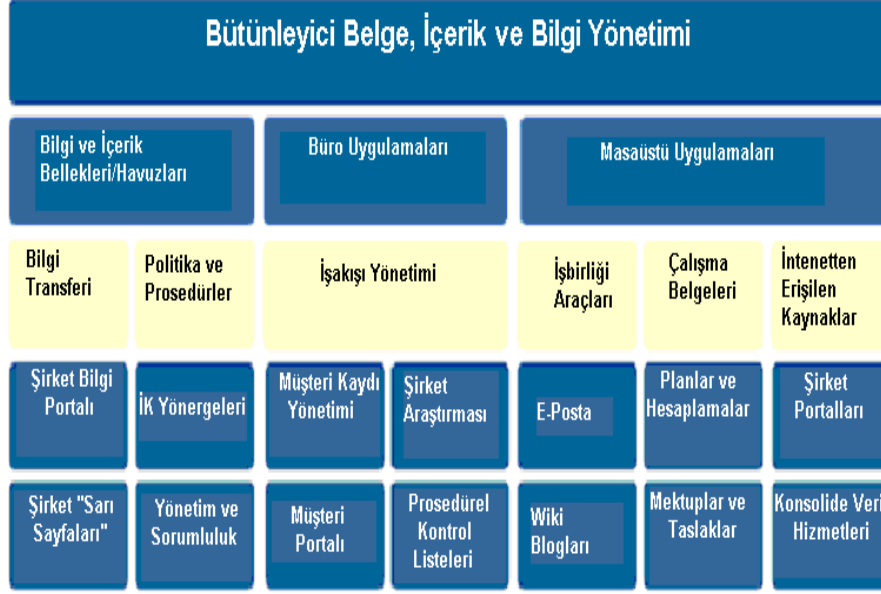 Bütünleyici Belge, İçerik ve Bilgi Yönetimi
Bilgi ve İçerik
Bellekleri/Havuzları
Büro Uygulamaları
Masaüstü Uygulamaları
Bilgi
Transferi
Politika ve
Prosedürler
İşakışı Yönetimi
İşbirliği
Araçları
Çalışma
Belgeleri
İntenetten
Erişilen
Kaynaklar
Şirket Bilgi
Portalı
İK Yönergeleri
Müşteri Kaydı
Yönetimi
Şirket
Araştırması
E-Posta
Planlar ve
Hesaplamalar
Şirket
Portalları
Şirket "Sarı
Sayfaları"
Yönetim ve
Sorumluluk
Müşteri
Portalı
Prosedürel
Kontrol
Listeleri
Wiki
Blogları
Mektuplar ve
Taslaklar
Konsolide Veri
Hizmetleri